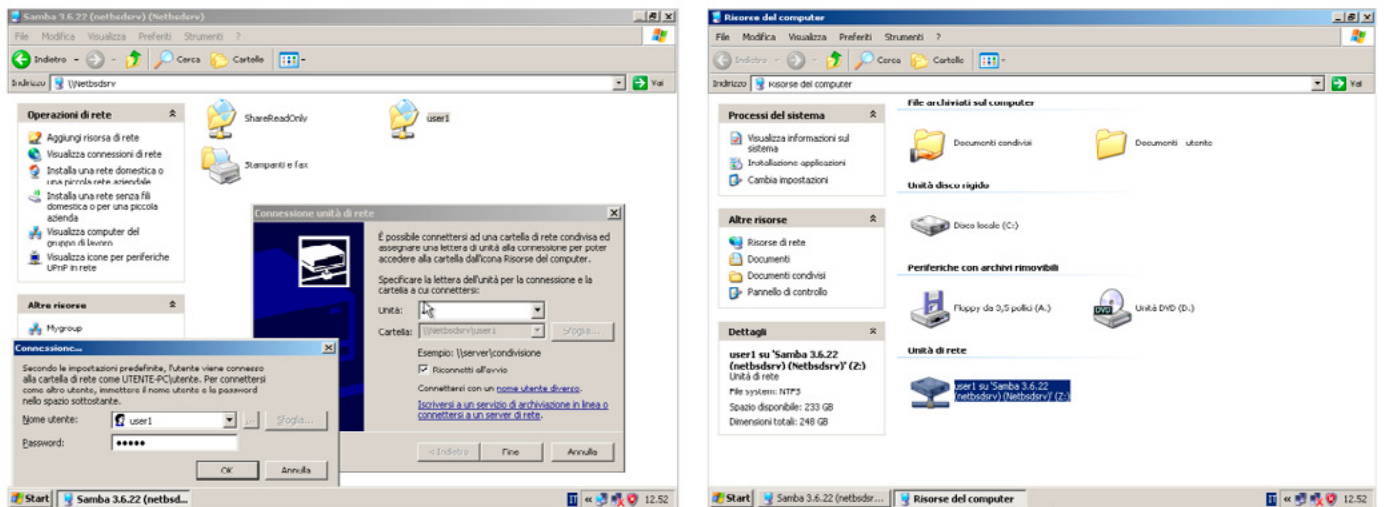 Samba 3.6.22 (netbsdsrv) (Netbsdsrv)
File Modifica Visualizza Preferiti Strumenti ?
Indietro Cerca Cartelle
Indirizzo \\Netbsdsrv Vai
Operazioni di rete
Aggiungi risorsa di rete
Visualizza connessioni di rete
Installa una rete domestica o
una piccola rete aziendale
Installa una rete senza fili
domestica o per una piccola
azienda
Visualizza computer del
gruppo di lavoro
Visualizza icone per periferiche
UPnP in rete
Altre risorse
Mygroup
ShareReadOnly
user1
Stampanti e fax
Connessione unità di rete
È possibile connettersi ad una cartella di rete condivisa ed
assegnare una lettera di unità alla connessione per poter
accedere alla cartella dall'icona Risorse del computer.
Specificare la lettera dell'unità per la connessione e la
cartella a cui connettersi:
Unità:
Cartella: \\Netbsdsrv\user1 Sfoglia...
Esempio: \\server\condivisione
Riconnetti all'avvio
Connettersi con un nome utente diverso.
Iscriversi a un servizio di archiviazione in linea o
connettersi a un server di rete.
< Indietro Fine Annulla
Connessione...
Secondo le impostazioni predefinite, l'utente viene connesso
alla cartella di rete come UTENTE-PC\utente. Per connettersi
come altro utente, immettere il nome utente e la password
nello spazio sottostante.
Nome utente: user1 Sfoglia...
Password: •••••
OK Annulla
Start Samba 3.6.22 (netbsd... IT « 12.52
Risorse del computer
File Modifica Visualizza Preferiti Strumenti ?
Indietro Cerca Cartelle
Indirizzo Risorse del computer Vai
Processi del sistema
Visualizza informazioni sul
sistema
Installazione applicazioni
Cambia impostazioni
Altre risorse
Risorse di rete
Documenti
Documenti condivisi
Pannello di controllo
Dettagli
user1 su 'Samba 3.6.22
(netbsdsrv) (Netbsdsrv)' (Z:)
Unità di rete
File system: NTFS
Spazio disponibile: 233 GB
Dimensioni totali: 248 GB
File archiviati sul computer
Documenti condivisi
Documenti utente
Unità disco rigido
Disco locale (C:)
Periferiche con archivi rimovibili
Floppy da 3,5 pollici (A:)
DVD
Unità DVD (D:)
Unità di rete
user1 su 'Samba 3.6.22
(netbsdsrv) (Netbsdsrv)' (Z:)
Start Samba 3.6.22 (netbsdsr... Risorse del computer IT « 12.52